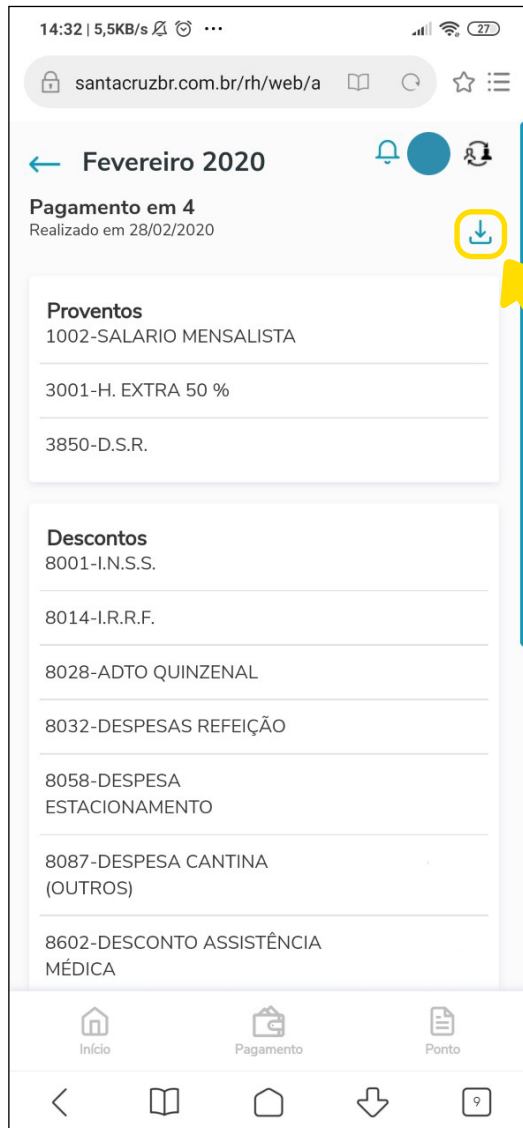 14:32 | 5,5KB/s ... 27
santacruzbr.com.br/rh/web/a
Fevereiro 2020
Pagamento em 4
Realizado em 28/02/2020
Proventos
1002-SALARIO MENSALISTA
3001-H. EXTRA 50 %
3850-D.S.R.
Descontos
8001-I.N.S.S.
8014-I.R.R.F.
8028-ADTO QUINZENAL
8032-DESPESAS REFEIÇÃO
8058-DESPESA
ESTACIONAMENTO
8087-DESPESA CANTINA
(OUTROS)
8602-DESCONTO ASSISTÊNCIA
MÉDICA
Início Pagamento Ponto
9